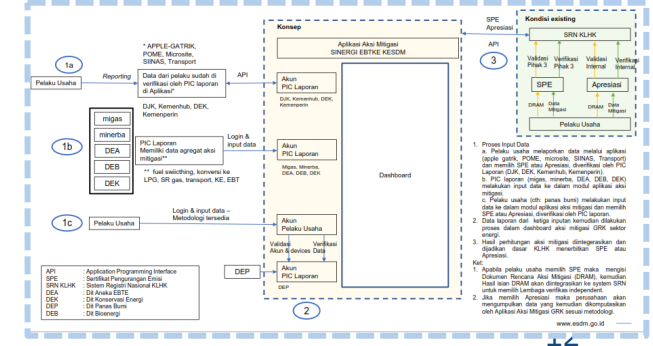 Konsep
Aplikasi Aksi Mitigasi
SINERGI EBTKE KESDM
SPE
Apresiasi
API
3
Kondisi existing
SRN KLHK
Validasi
Pihak 3
Verifikasi
Pihak 3
Validasi
Internal
Verifikasi
Internal
SPE
Apresiasi
DRAM
Data
Mitigasi
DRAM
Data
Mitigasi
Pelaku Usaha
1a
Pelaku Usaha
Reporting
* APPLE-GATRIK,
POME, Microsite,
SIINAS, Transport
Data dari pelaku sudah di
verifikasi oleh PIC laporan
di Aplikasi*
API
Akun
PIC Laporan
DJK, Kemenhub, DEK,
Kemenperin
DJK, Kemenhub, DEK,
Kemenperin
1b
migas
minerba
DEA
DEB
DEK
PIC Laporan
Memiliki data agregat aksi
mitigasi**
** fuel swiicthing, konversi ke
LPG, SR gas, transport, KE, EBT
Login &
input data
Akun
PIC Laporan
Migas, Minerba,
DEA, DEB, DEK
Dashboard
1c
Pelaku Usaha
Login & input data –
Metodologi tersedia
Akun
Pelaku Usaha
Validasi
Akun & devices
Verifikasi
Data
DEP
Akun
PIC Laporan
DEP
2
API : Application Programming Interface
SPE : Sertifikat Pengurangan Emisi
SRN KLHK : Sistem Registri Nasional KLHK
DEA : Dit Aneka EBTE
DEK : Dit Konservasi Energi
DEP : Dit Panas Bumi
DEB : Dit Bioenergi
1. Proses Input Data
a. Pelaku usaha melaporkan data melalui aplikasi
(apple gatrik, POME, microsite, SIINAS, Transport)
dan memilih SPE atau Apresiasi, diverifikasi oleh PIC
Laporan (DJK, DEK, Kemenhub, Kemenperin).
b. PIC laporan (migas, minerba, DEA, DEB, DEK)
melakukan input data ke dalam modul aplikasi aksi
mitigasi.
c. Pelaku usaha (cth: panas bumi) melakukan input
data ke dalam modul aplikasi aksi mitigasi dan memilih
SPE atau Apresiasi, diverifikasi oleh PIC laporan.
2. Data laporan dari ketiga inputan kemudian dilakukan
proses dalam dashboard aksi mitigasi GRK sektor
energi.
3. Hasil perhitungan aksi mitigasi diintegerasikan dan
dijadikan dasar KLHK menerbitkan SPE atau
Apresiasi.
Ket:
1. Apabila pelaku usaha memilih SPE maka mengisi
Dokumen Rencana Aksi Mitigasi (DRAM), kemudian
Hasil isian DRAM akan diintegrasikan ke system SRN
untuk memilih Lembaga verifikas independent.
2. Jika memilih Apresiasi maka perusahaan akan
mengumpulkan data yang kemudian dikomputasikan
oleh Aplikasi Aksi Mitigasi GRK sesuai metodologi.
www.esdm.go.id